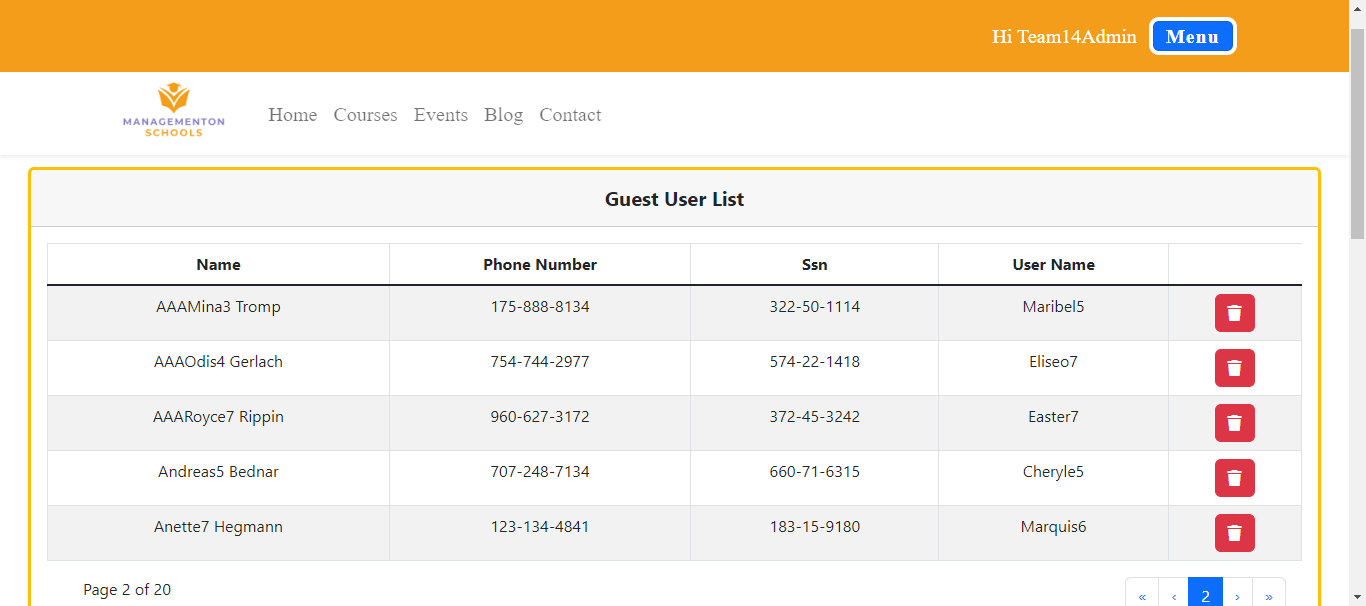 Hi Team14Admin Menu
MANAGEMENTON
SCHOOLS
Home Courses Events Blog Contact
Guest User List
Name Phone Number Ssn User Name
AAAMina3 Tromp 175-888-8134 322-50-1114 Maribel5
AAAOdis4 Gerlach 754-744-2977 574-22-1418 Eliseo7
AAARoyce7 Rippin 960-627-3172 372-45-3242 Easter7
Andreas5 Bednar 707-248-7134 660-71-6315 Cheryle5
Anette7 Hegmann 123-134-4841 183-15-9180 Marquis6
Page 2 of 20 « ‹ 2 › »